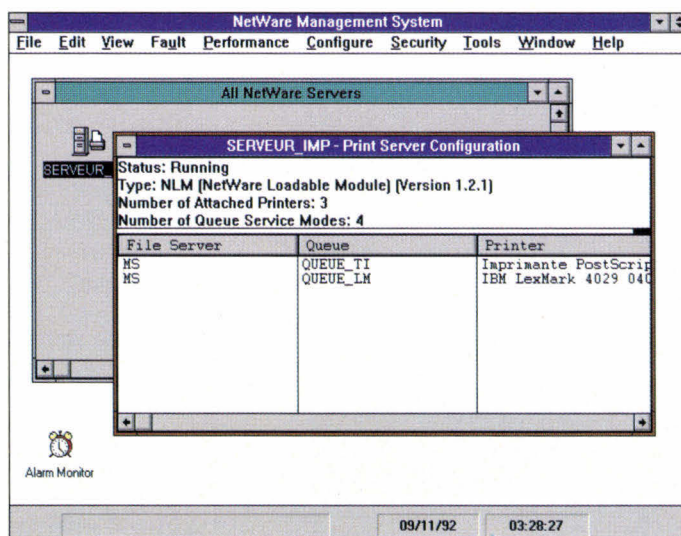 NetWare Management System
File Edit View Fault Performance Configure Security Tools Window Help
All NetWare Servers
SERVEUR_
SERVEUR_IMP - Print Server Configuration
Status: Running
Type: NLM (NetWare Loadable Module) (Version 1.2.1)
Number of Attached Printers: 3
Number of Queue Service Modes: 4
File Server Queue Printer
MS QUEUE_TI Imprimante PostScrip
MS QUEUE_LM IBM LexMark 4029 040
Alarm Monitor
09/11/92 03:28:27